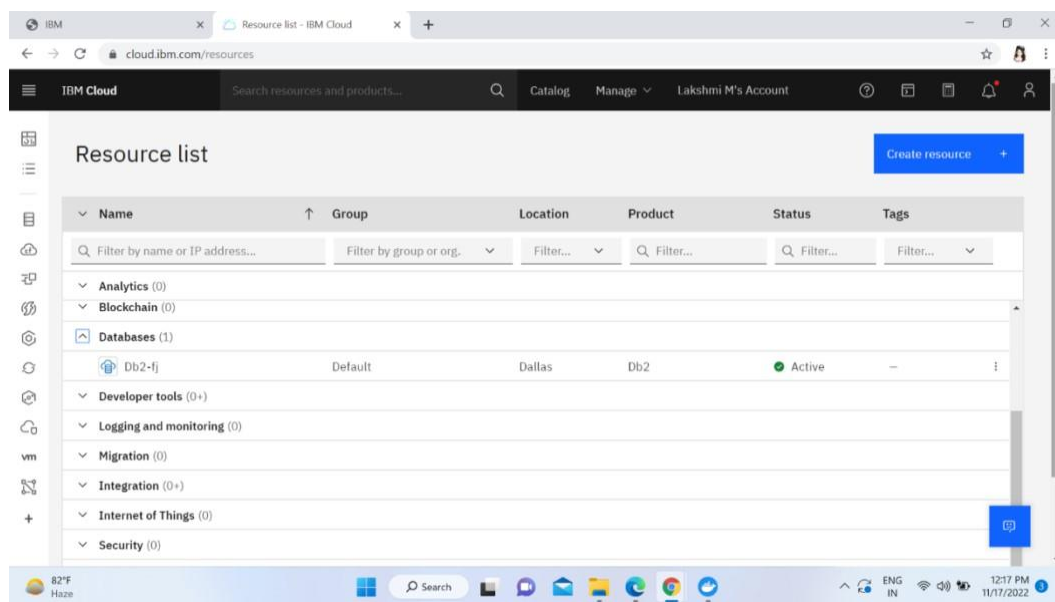 IBM
Resource list - IBM Cloud
cloud.ibm.com/resources
IBM Cloud
Search resources and products...
Catalog
Manage
Lakshmi M's Account
Resource list
Create resource +
Name
Group
Location
Product
Status
Tags
Filter by name or IP address...
Filter by group or org.
Filter...
Filter...
Filter...
Filter...
Analytics (0)
Blockchain (0)
Databases (1)
Db2-fj Default Dallas Db2 Active –
Developer tools (0+)
Logging and monitoring (0)
vm
Migration (0)
Integration (0+)
Internet of Things (0)
Security (0)
82°F
Haze
Search
ENG
IN
12:17 PM
11/17/2022
3